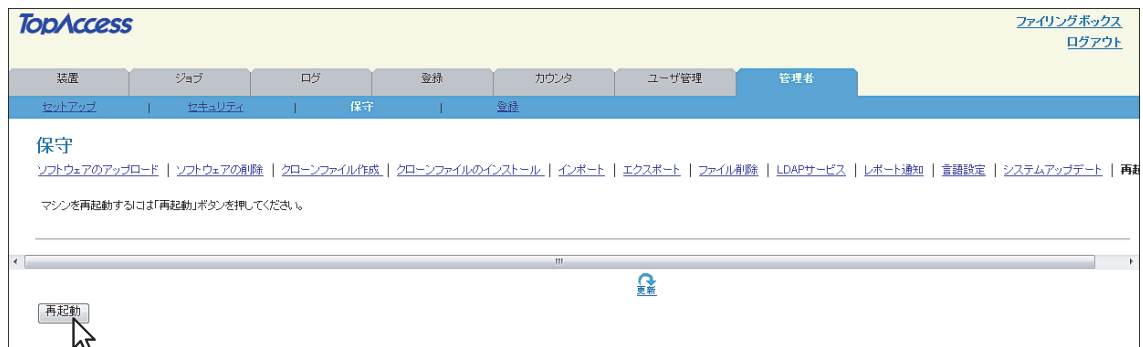 TopAccess
ファイリングボックス
ログアウト
装置 ジョブ ログ 登録 カウンタ ユーザ管理 管理者
セットアップ | セキュリティ | 保守 | 登録
保守
ソフトウェアのアップロード | ソフトウェアの削除 | クローンファイル作成 | クローンファイルのインストール | インポート | エクスポート | ファイル削除 | LDAPサービス | レポート通知 | 言語設定 | システムアップデート | 再起
マシンを再起動するには「再起動」ボタンを押してください。
更新
再起動